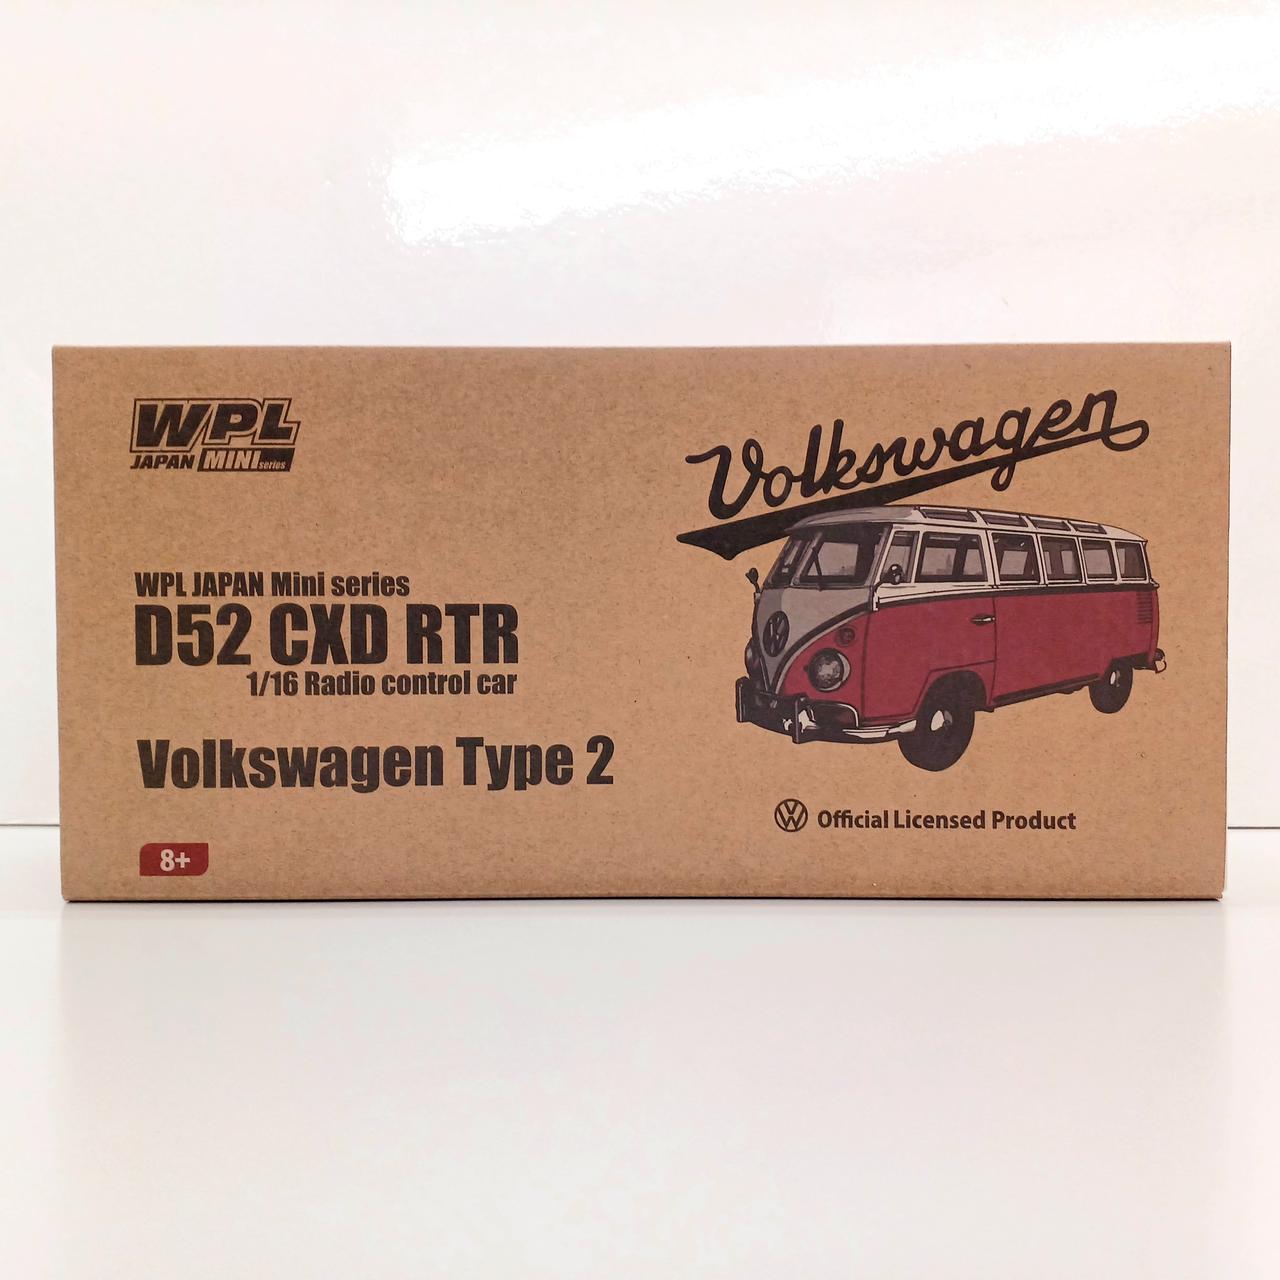 WPL
JAPAN MINI series
WPL JAPAN Mini series
D52 CXD RTR
1/16 Radio control car
Volkswagen Type 2
8+
Volkswagen
Official Licensed Product